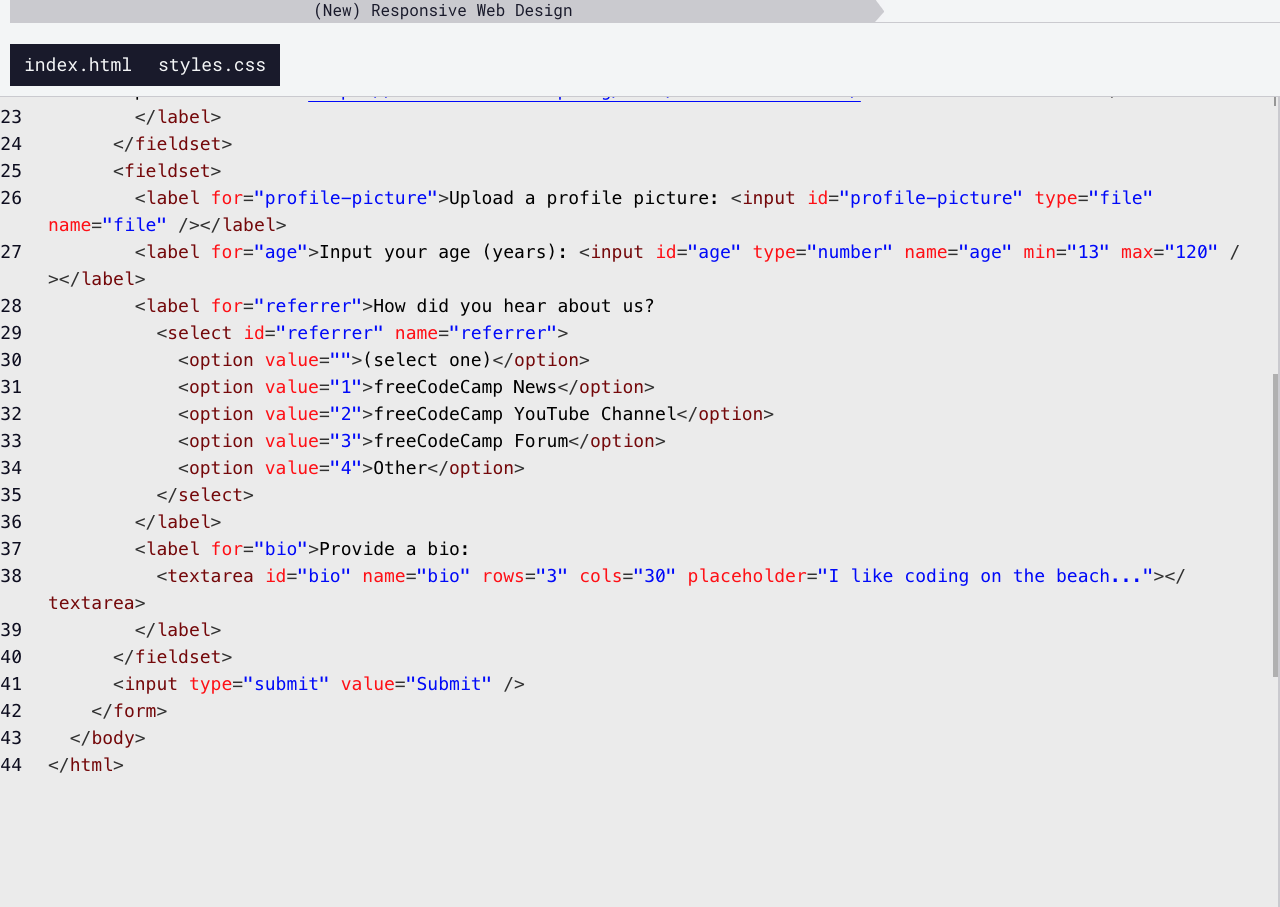 (New) Responsive Web Design
index.html styles.css
23 </label>
24 </fieldset>
25 <fieldset>
26 <label for="profile-picture">Upload a profile picture: <input id="profile-picture" type="file"
name="file" /></label>
27 <label for="age">Input your age (years): <input id="age" type="number" name="age" min="13" max="120" /
></label>
28 <label for="referrer">How did you hear about us?
29 <select id="referrer" name="referrer">
30 <option value="">(select one)</option>
31 <option value="1">freeCodeCamp News</option>
32 <option value="2">freeCodeCamp YouTube Channel</option>
33 <option value="3">freeCodeCamp Forum</option>
34 <option value="4">Other</option>
35 </select>
36 </label>
37 <label for="bio">Provide a bio:
38 <textarea id="bio" name="bio" rows="3" cols="30" placeholder="I like coding on the beach..."></
textarea>
39 </label>
40 </fieldset>
41 <input type="submit" value="Submit" />
42 </form>
43 </body>
44 </html>